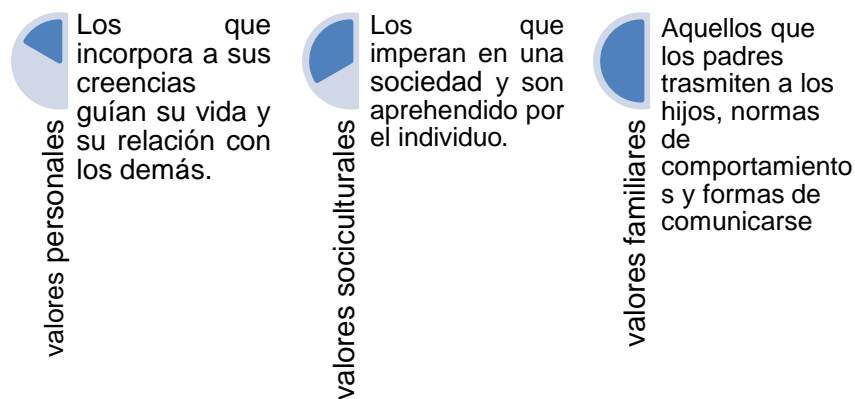 valores personales
Los que
incorpora a sus
creencias
guían su vida y
su relación con
los demás.
valores sociciulturales
Los que
imperan en una
sociedad y son
aprehendido por
el individuo.
valores familiares
Aquellos que
los padres
trasmiten a los
hijos, normas
de
comportamiento
s y formas de
comunicarse